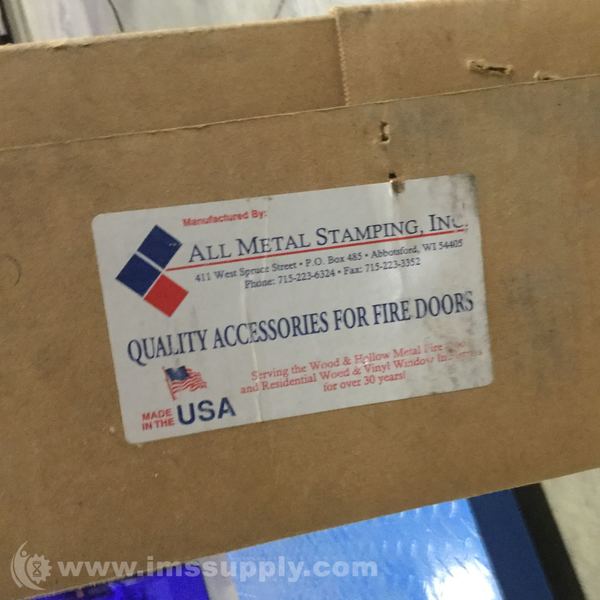 Manufactured By:
ALL METAL STAMPING, INC.
411 West Spruce Street • P.O. Box 485 • Abbotsford, WI 54405
Phone: 715-223-6324 • Fax: 715-223-3352
QUALITY ACCESSORIES FOR FIRE DOORS
Serving the Wood & Hollow Metal Fire
and Residential Wood & Vinyl Window
for over 30 years!
MADE
IN THE USA
www.imssupply.com